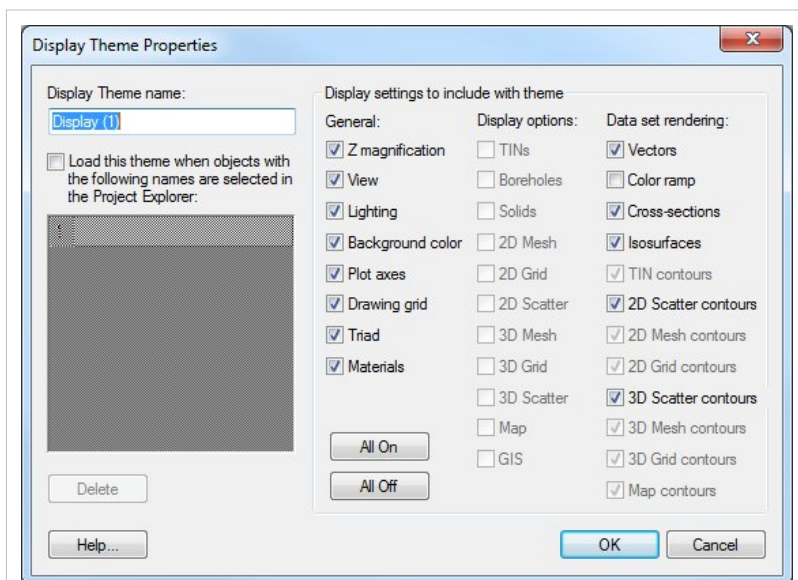 Display Theme Properties
Display Theme name:
Display (1)
Load this theme when objects with
the following names are selected in
the Project Explorer:
Delete
Help...
Display settings to include with theme
General:
Z magnification
View
Lighting
Background color
Plot axes
Drawing grid
Triad
Materials
All On
All Off
Display options:
TINs
Boreholes
Solids
2D Mesh
2D Grid
2D Scatter
3D Mesh
3D Grid
3D Scatter
Map
GIS
Data set rendering:
Vectors
Color ramp
Cross-sections
Isosurfaces
TIN contours
2D Scatter contours
2D Mesh contours
2D Grid contours
3D Scatter contours
3D Mesh contours
3D Grid contours
Map contours
OK
Cancel